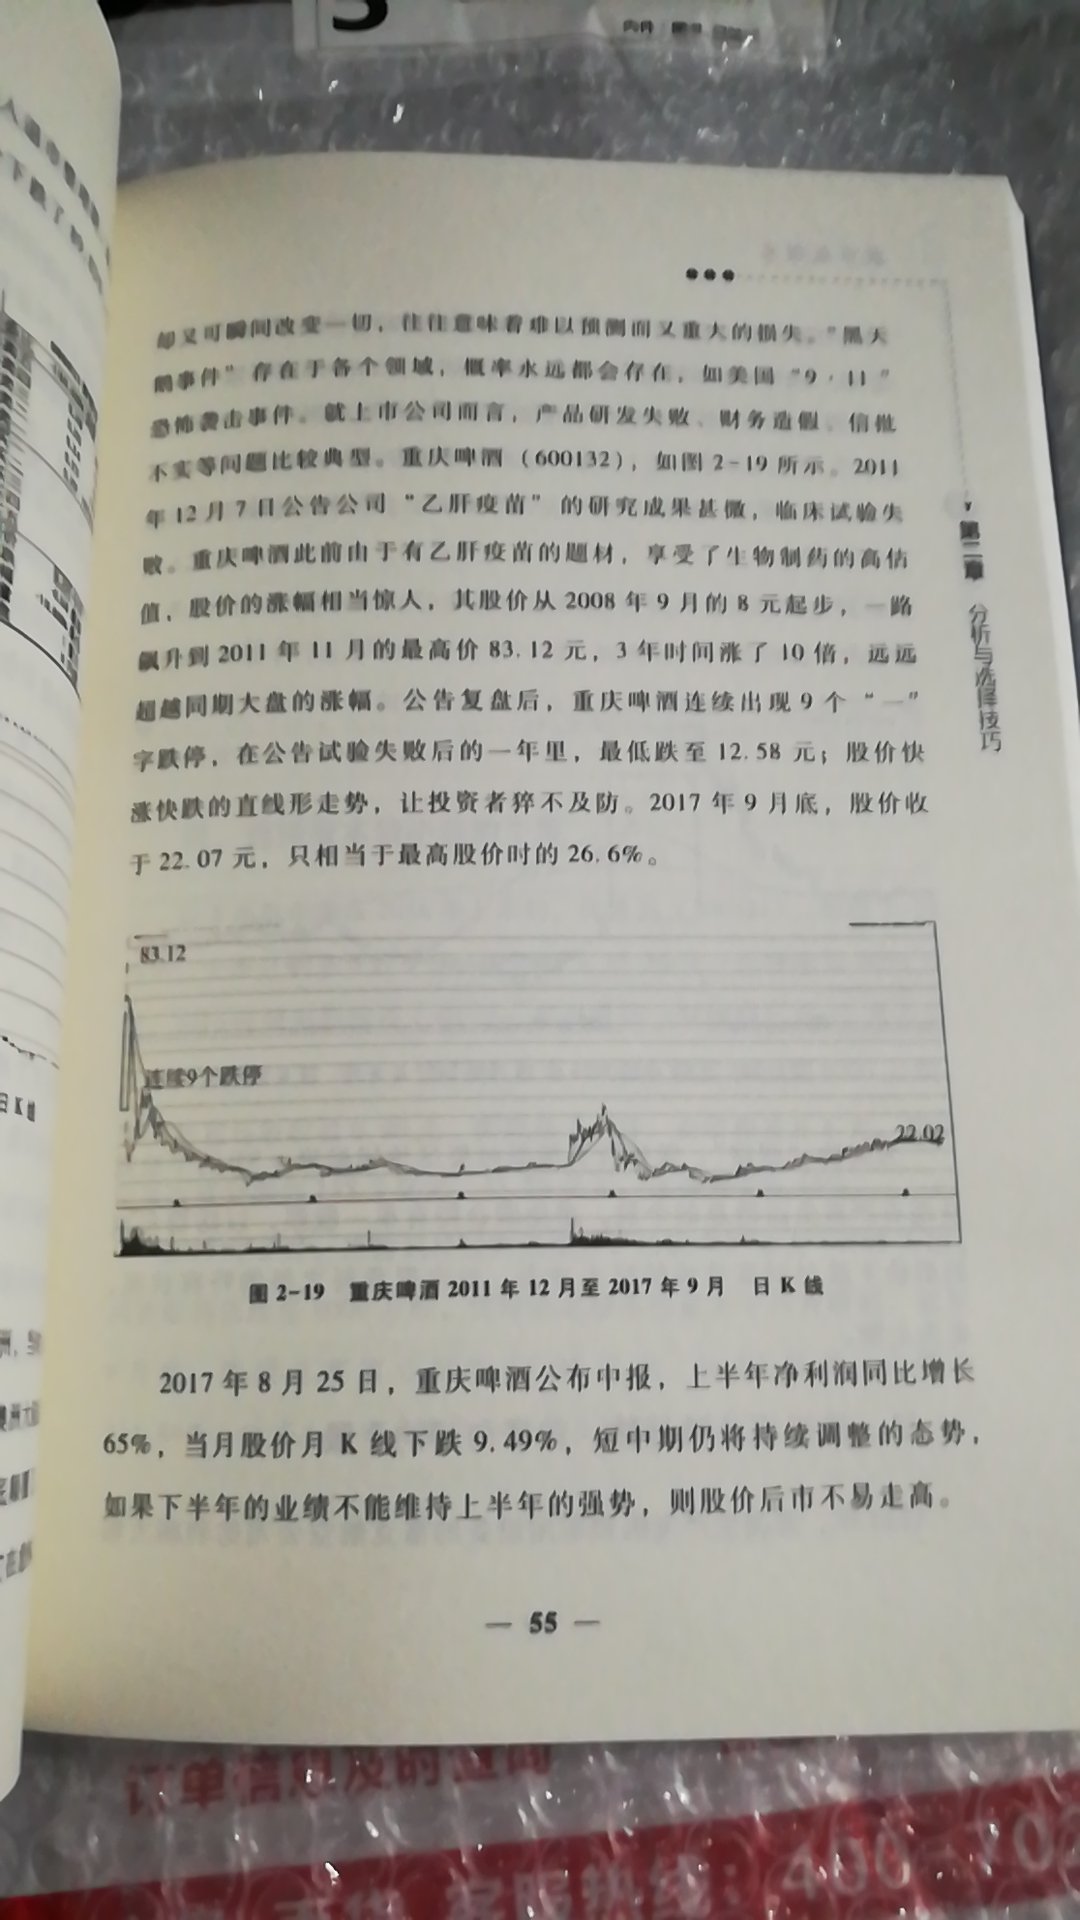 却又可瞬间改变一切，往往意味着难以预测而又重大的损失。"黑天
鹅事件"存在于各个领域，概率永远都会存在，如美国"9·11"
恐怖袭击事件。就上市公司而言，产品研发失败、财务造假、信批
不实等问题比较典型。重庆啤酒（600132），如图2-19所示。2011
年12月7日公告公司"乙肝疫苗"的研究成果甚微，临床试验失
败。重庆啤酒此前由于有乙肝疫苗的题材，享受了生物制药的高估
值，股价的涨幅相当惊人，其股价从2008年9月的8元起步，一路
飙升到2011年11月的最高价83.12元，3年时间涨了10倍，远远
超越同期大盘的涨幅。公告复盘后，重庆啤酒连续出现9个"一"
字跌停，在公告试验失败后的一年里，最低跌至12.58元；股价快
涨快跌的直线形走势，让投资者猝不及防。2017年9月底，股价收
于22.07元，只相当于最高股价时的26.6%。
83.12
连续9个跌停
22.02
图2-19 重庆啤酒2011年12月至2017年9月 日K线
2017年8月25日，重庆啤酒公布中报，上半年净利润同比增长
65%，当月股价月K线下跌9.49%，短中期仍将持续调整的态势，
如果下半年的业绩不能维持上半年的强势，则股价后市不易走高。
— 55 —
第二章 分析与选择技巧
下跌了
日K线
订单信息及时查询
客服热线：400-70